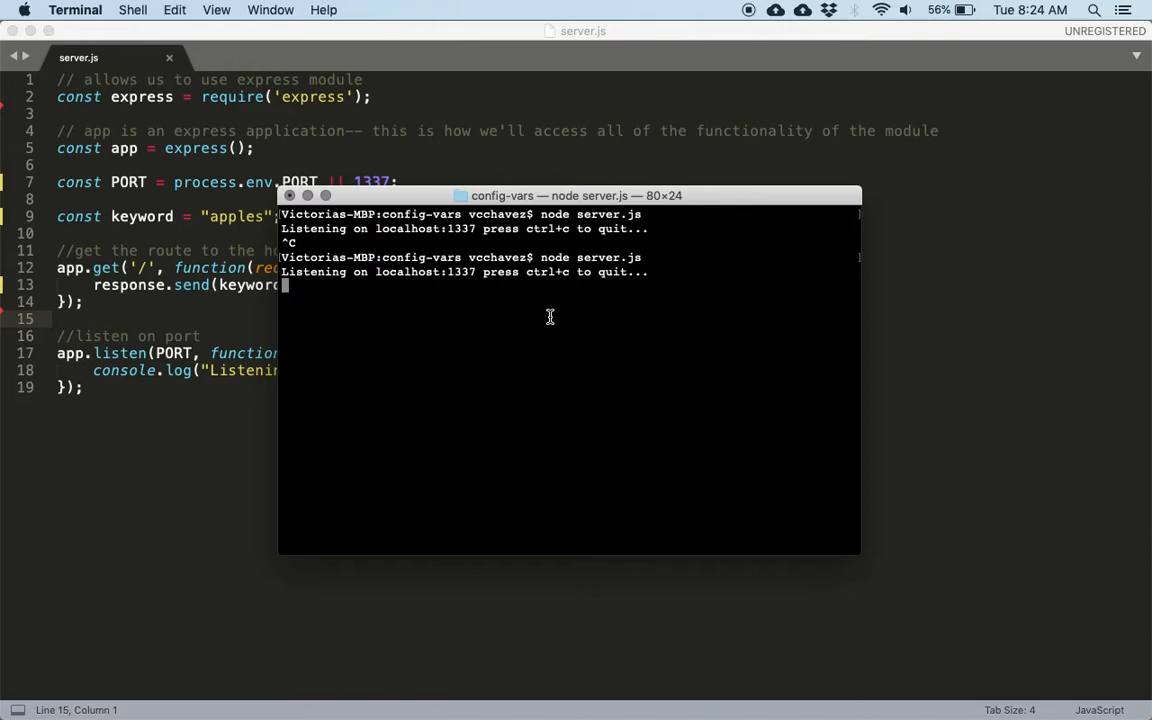 Terminal Shell Edit View Window Help 56% Tue 8:24 AM
server.js UNREGISTERED
server.js
1 // allows us to use express module
2 const express = require('express');
3
4 // app is an express application-- this is how we'll access all of the functionality of the module
5 const app = express();
6
7 const PORT = process.env.PORT || 1337;
8
9 const keyword = "apples";
10
11 //get the route to the ho
12 app.get('/', function(req
13 response.send(keyword
14 });
15
16 //listen on port
17 app.listen(PORT, function
18 console.log("Listenin
19 });
config-vars — node server.js — 80×24
Victorias-MBP:config-vars vcchavez$ node server.js
Listening on localhost:1337 press ctrl+c to quit...
^C
Victorias-MBP:config-vars vcchavez$ node server.js
Listening on localhost:1337 press ctrl+c to quit...
Line 15, Column 1 Tab Size: 4 JavaScript